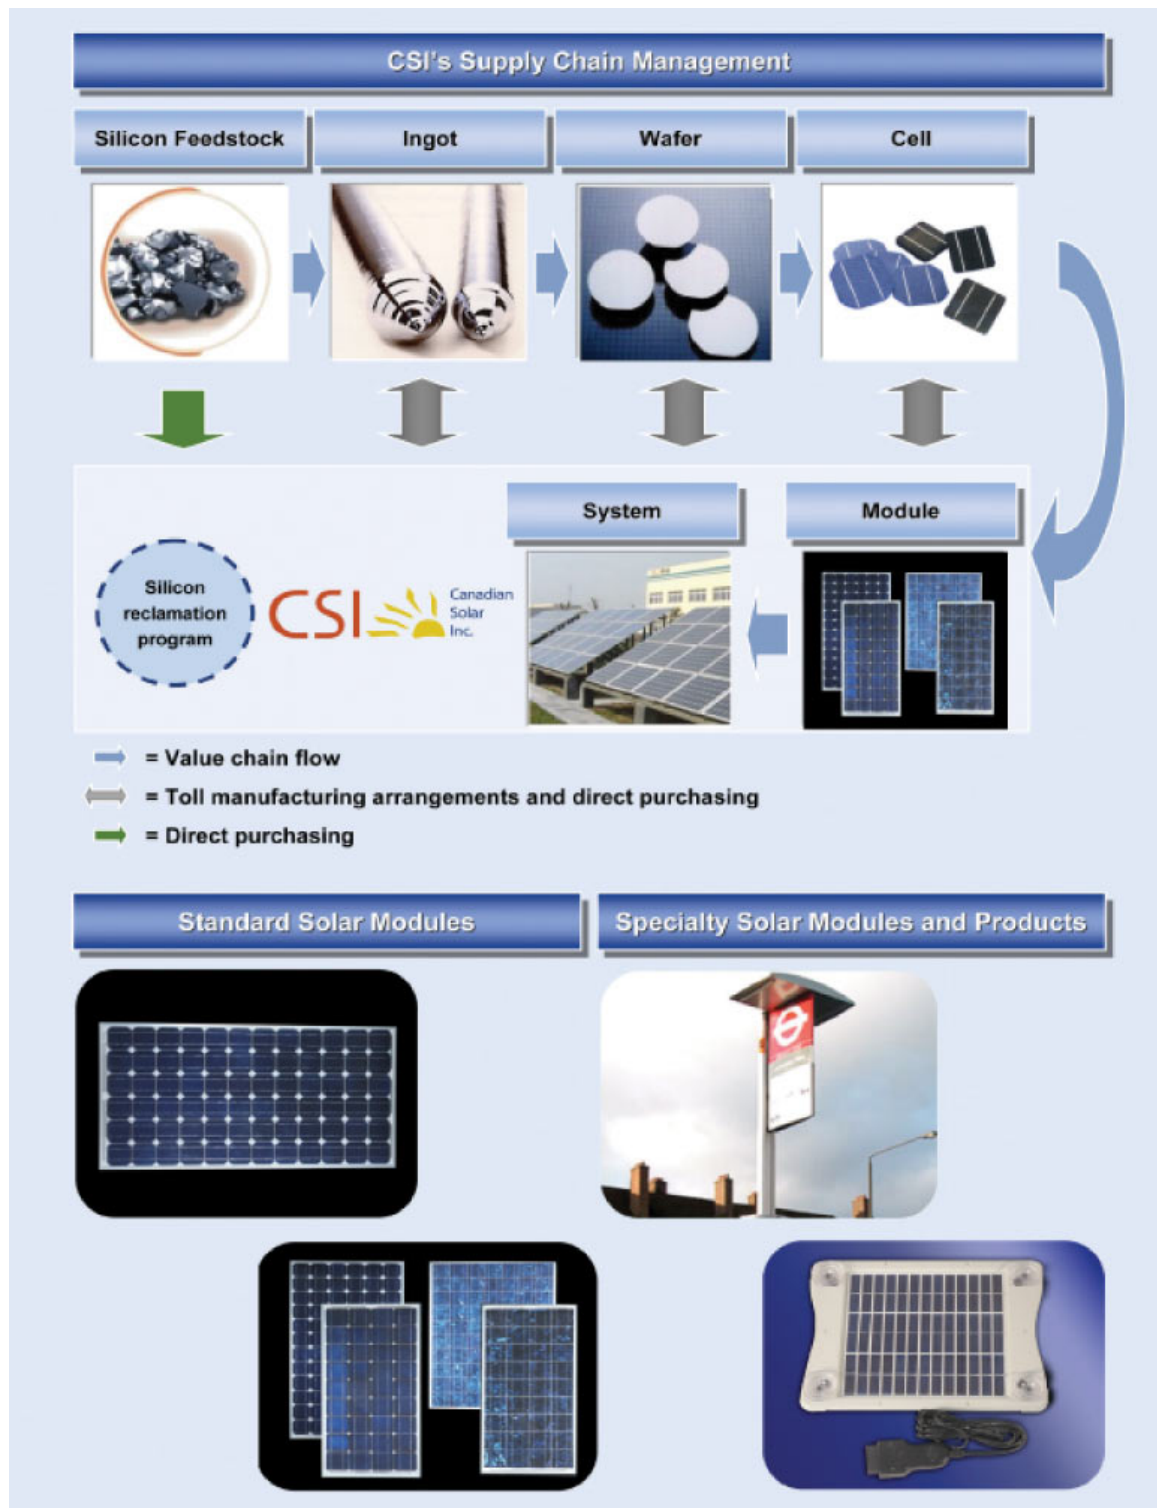 CSI's Supply Chain Management
Silicon Feedstock
Ingot
Wafer
Cell
System
Module
Silicon
reclamation
program
CSI
Canadian
Solar
Inc.
= Value chain flow
= Toll manufacturing arrangements and direct purchasing
= Direct purchasing
Standard Solar Modules
Specialty Solar Modules and Products